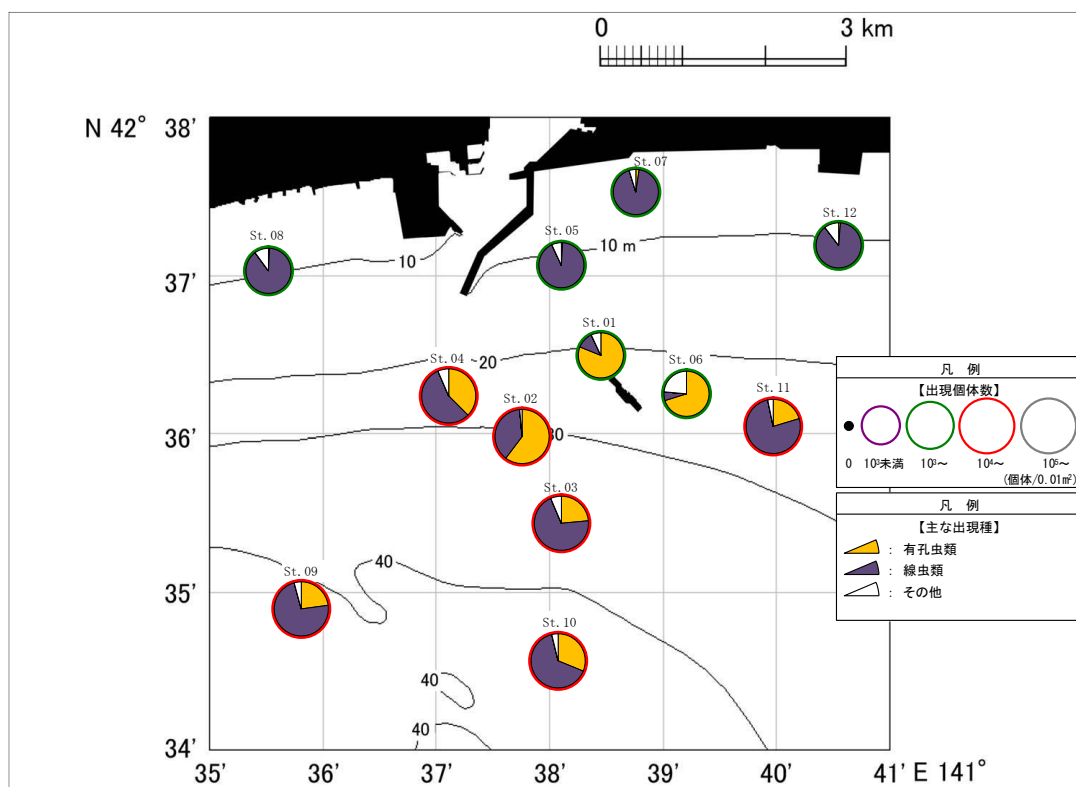 0
3 km
N 42°
38'
37'
36'
35'
34'
35'
36'
37'
38'
39'
40'
41'
E 141°
St.07
St.12
St.08
St.05
10
10 m
St.01
St.04
20
St.06
St.02
St.11
30
St.03
40
St.09
St.10
40
40
凡 例
【出現個体数】
0 10³未満 10³~ 10⁴~ 10⁵~
(個体/0.01m²)
凡 例
【主な出現種】
: 有孔虫類
: 線虫類
: その他